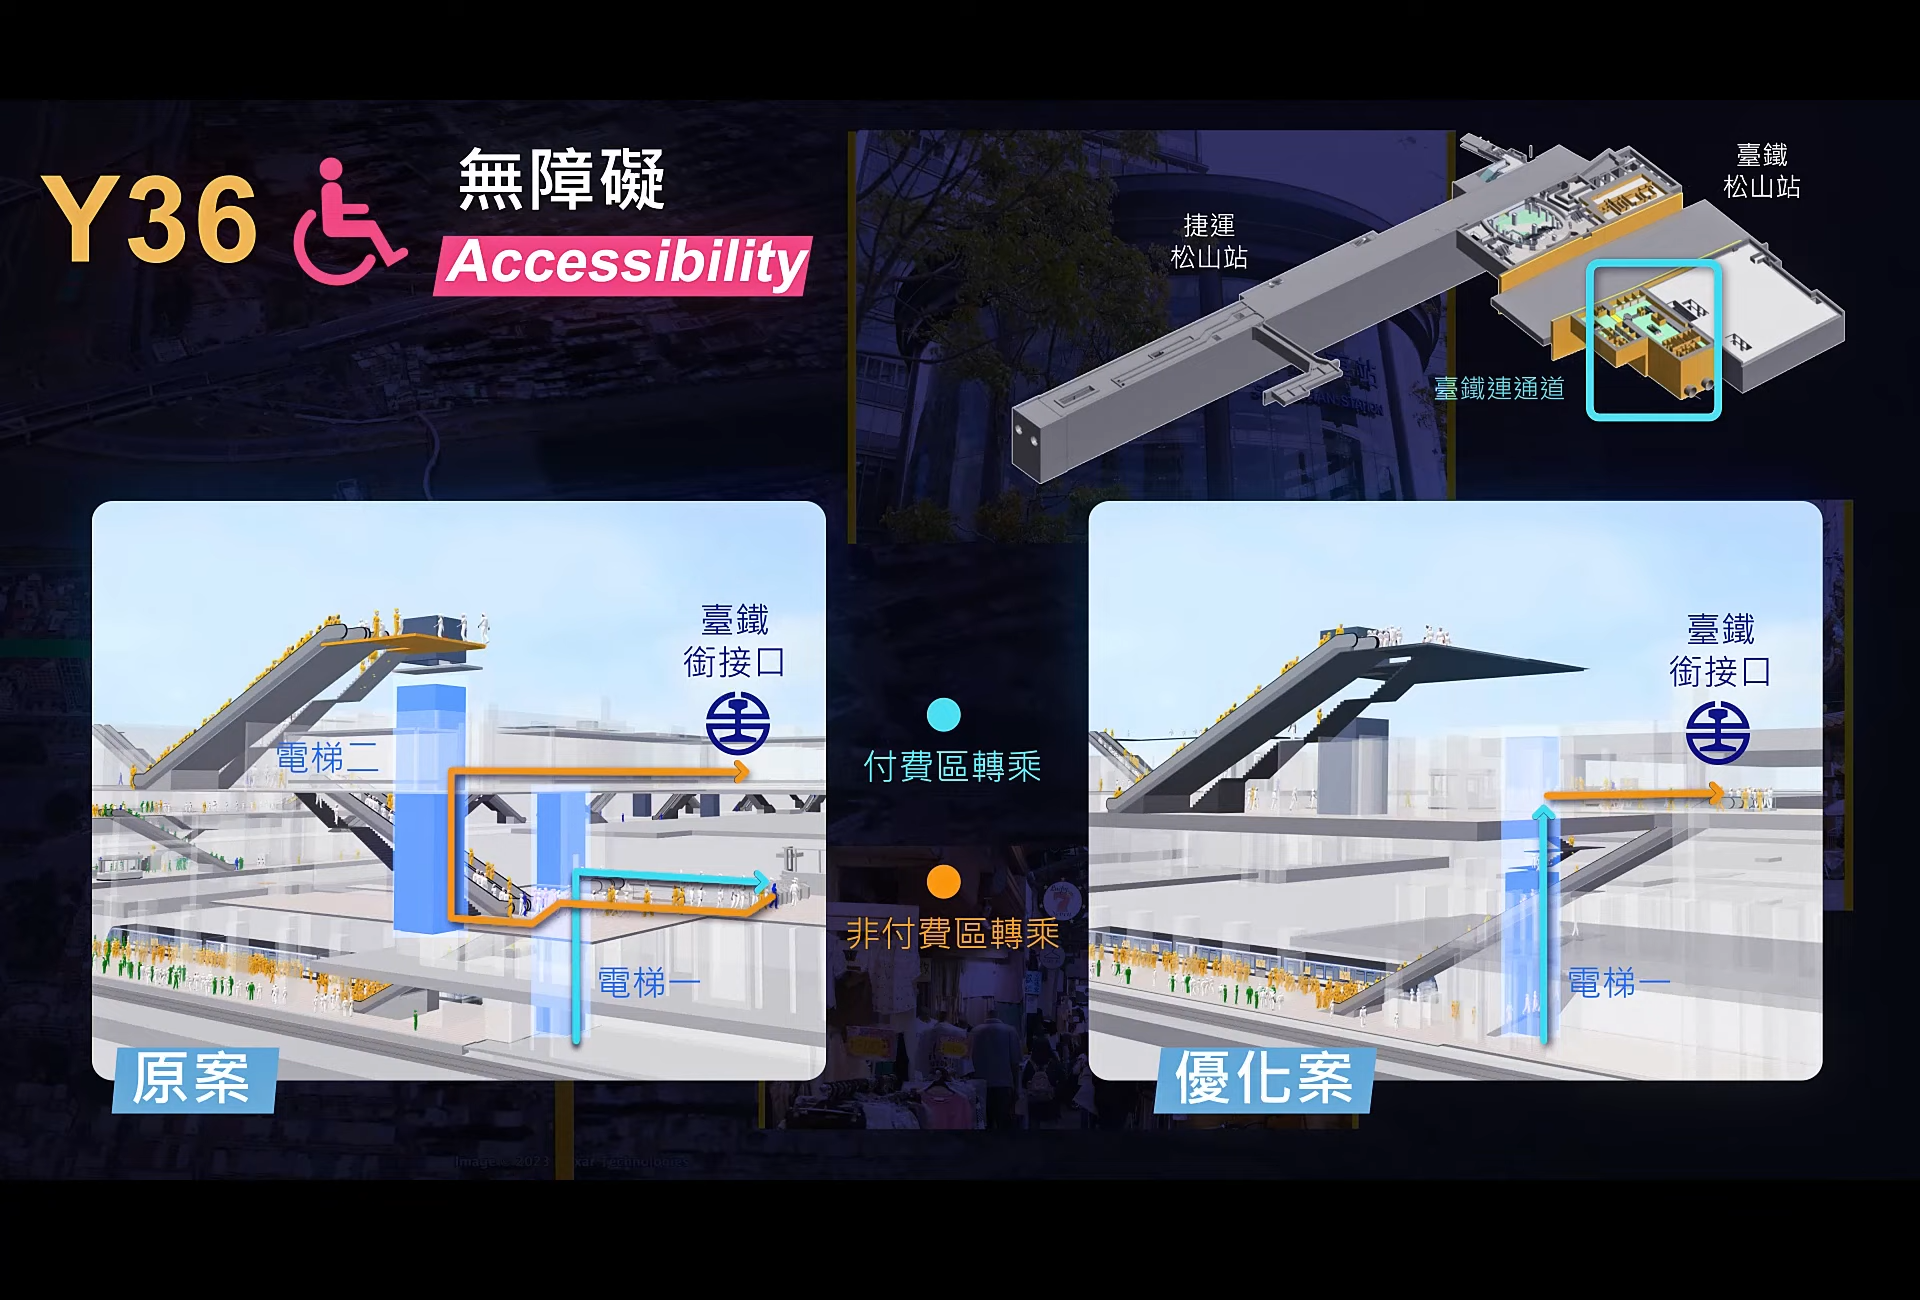 Y36
無障礙
Accessibility
捷運
松山站
臺鐵
松山站
臺鐵連通道
臺鐵
銜接口
電梯二
電梯一
原案
付費區轉乘
非付費區轉乘
臺鐵
銜接口
電梯一
優化案